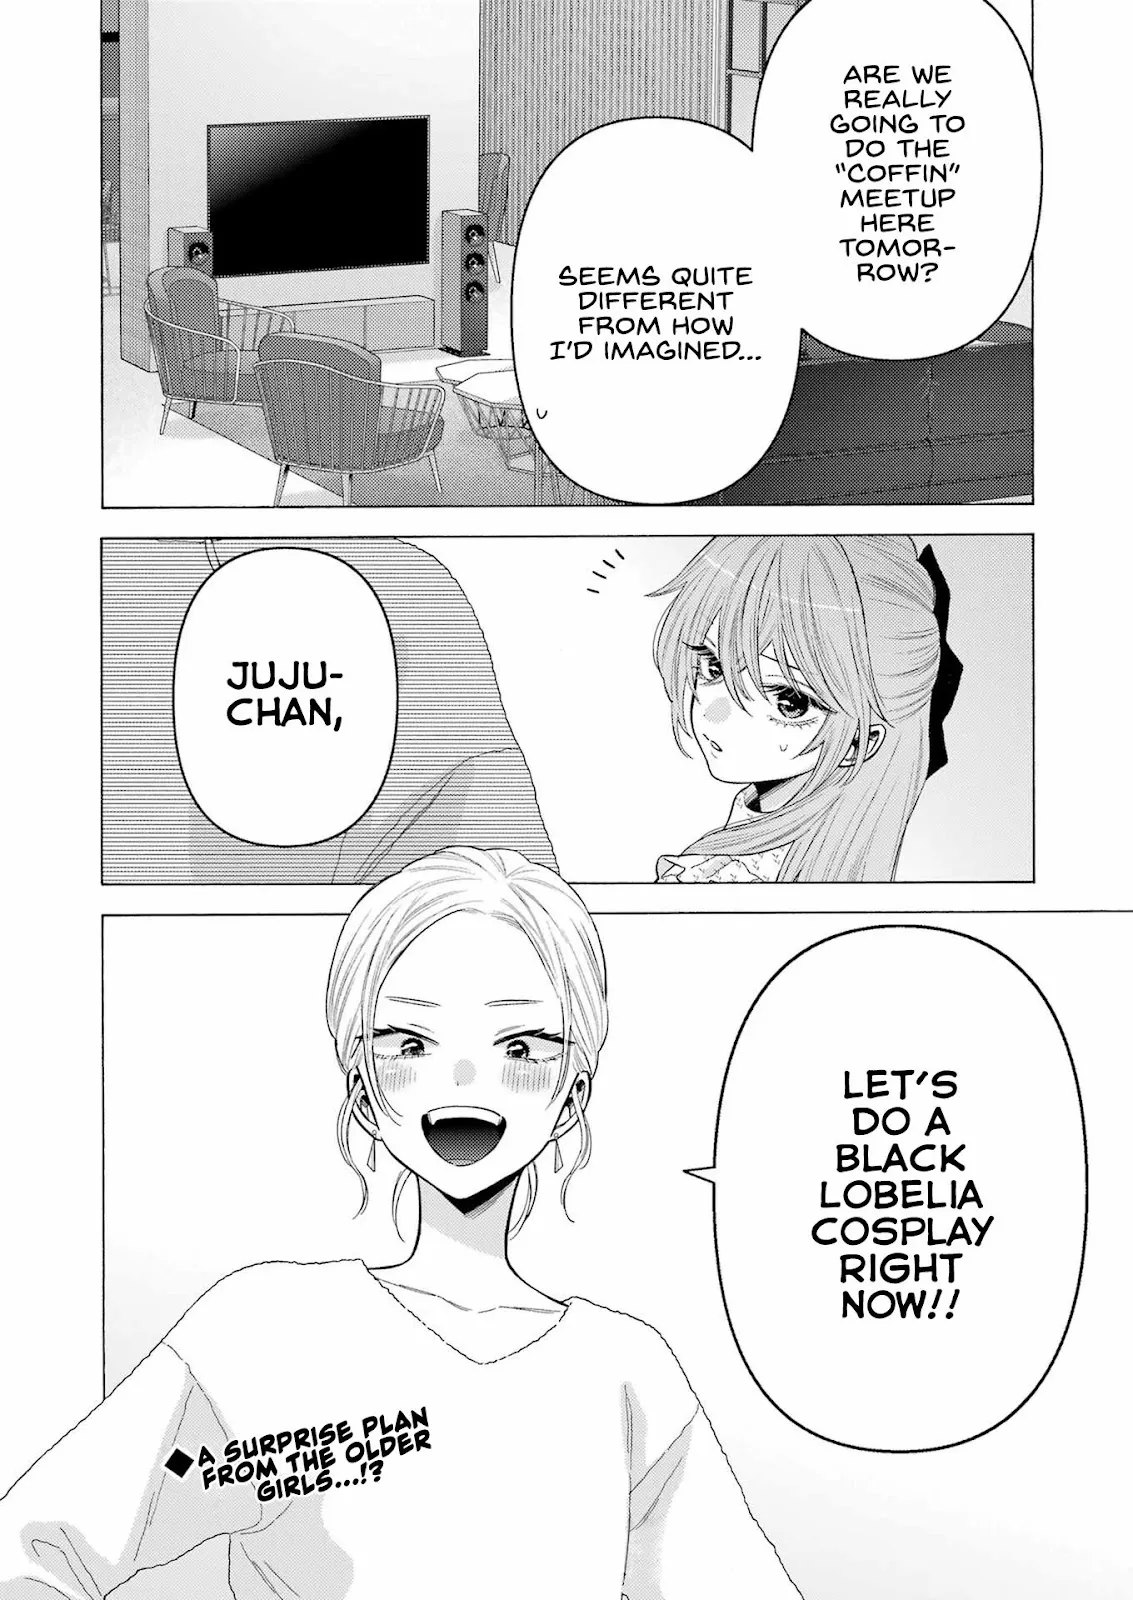 ARE WE
REALLY
GOING TO
DO THE
"COFFIN"
MEETUP
HERE
TOMOR-
ROW?
SEEMS QUITE
DIFFERENT
FROM HOW
I'D IMAGINED...
JUJU-
CHAN,
LET'S
DO A
BLACK
LOBELIA
COSPLAY
RIGHT
NOW!!
◆A SURPRISE PLAN
FROM THE OLDER
GIRLS...!?